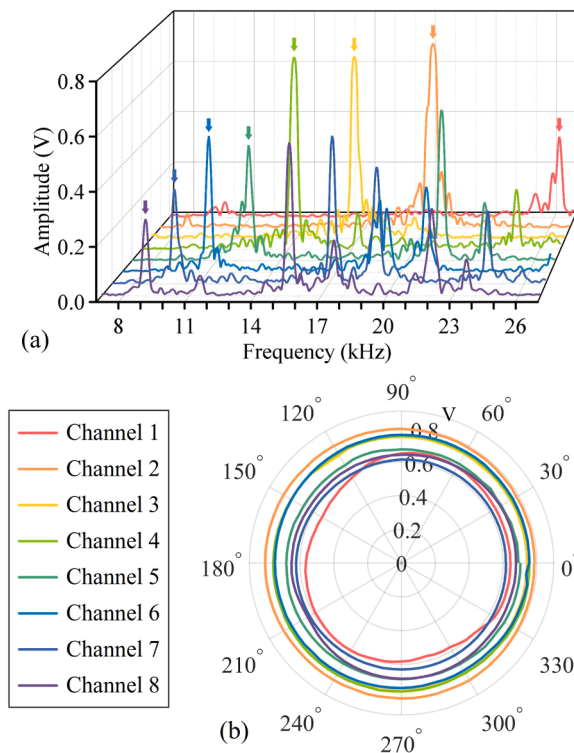 0.8
0.6
0.4
0.2
0.0
Amplitude (V)
8 11 14 17 20 23 26
Frequency (kHz)
(a)
Channel 1
Channel 2
Channel 3
Channel 4
Channel 5
Channel 6
Channel 7
Channel 8
90°
120° V 60°
0.8
0.6
150° 30°
0.4
0.2
180° 0 0°
210° 330°
240° 300°
270°
(b)